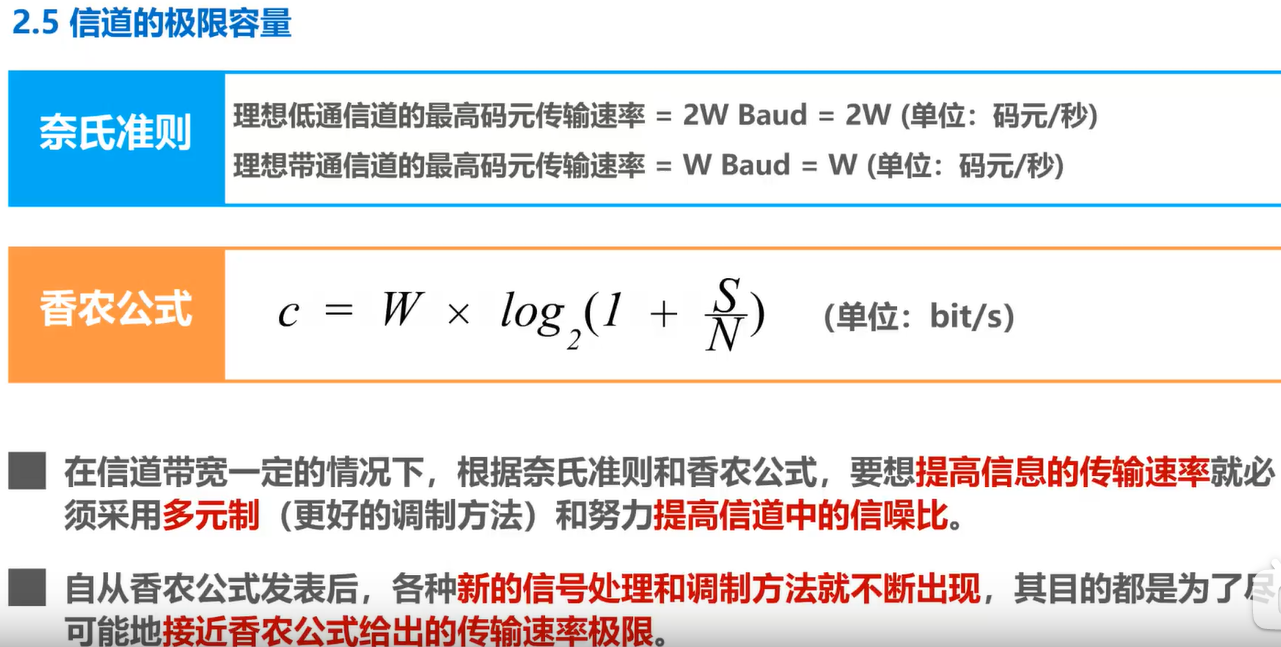 2.5 信道的极限容量
奈氏准则
理想低通信道的最高码元传输速率 = 2W Baud = 2W (单位：码元/秒)
理想带通信道的最高码元传输速率 = W Baud = W (单位：码元/秒)
香农公式
c = W × log₂(1 + S/N) (单位：bit/s)
在信道带宽一定的情况下，根据奈氏准则和香农公式，要想提高信息的传输速率就必
须采用多元制（更好的调制方法）和努力提高信道中的信噪比。
自从香农公式发表后，各种新的信号处理和调制方法就不断出现，其目的都是为了尽
可能地接近香农公式给出的传输速率极限。